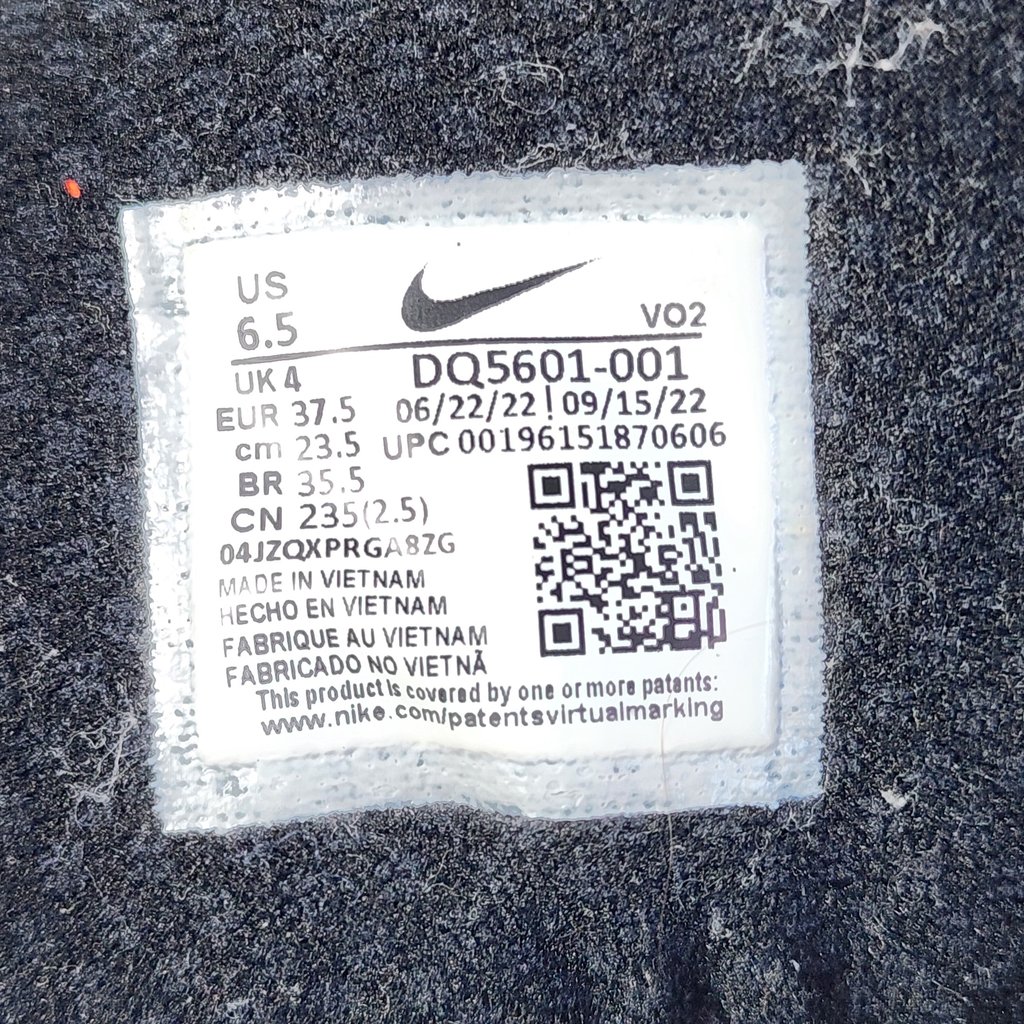 US
6.5
VO2
UK 4
DQ5601-001
EUR 37.5
06/22/22 ! 09/15/22
cm 23.5
UPC 00196151870606
BR 35.5
CN 235(2.5)
04JZQXPRGA8ZG
MADE IN VIETNAM
HECHO EN VIETNAM
FABRIQUE AU VIETNAM
FABRICADO NO VIETNÃ
This product is covered by one or more patants:
www.nike.com/patentsvirtualmarking